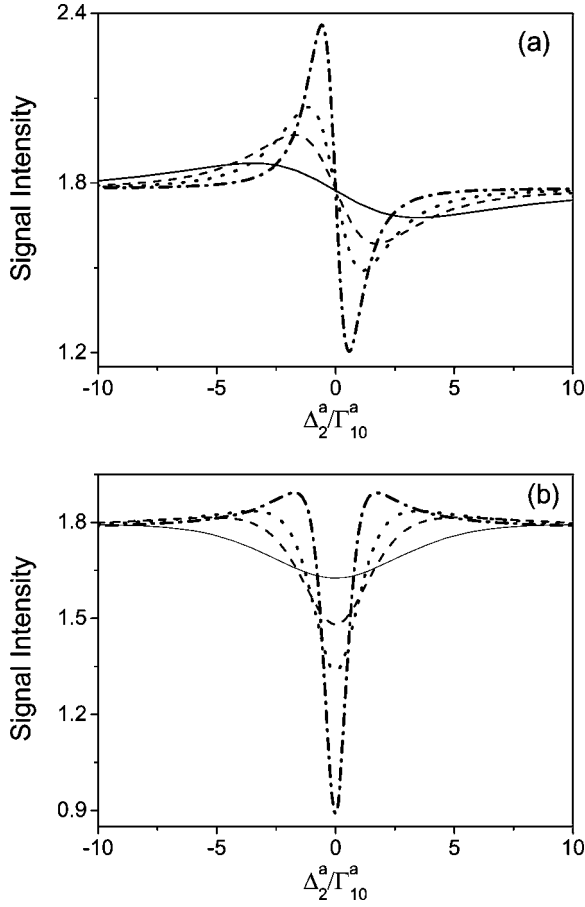 (a)
Signal Intensity
2.4
1.8
1.2
-10 -5 0 5 10
Δ₂ᵃ/Γ₁₀ᵃ
(b)
Signal Intensity
1.8
1.5
1.2
0.9
-10 -5 0 5 10
Δ₂ᵃ/Γ₁₀ᵃ